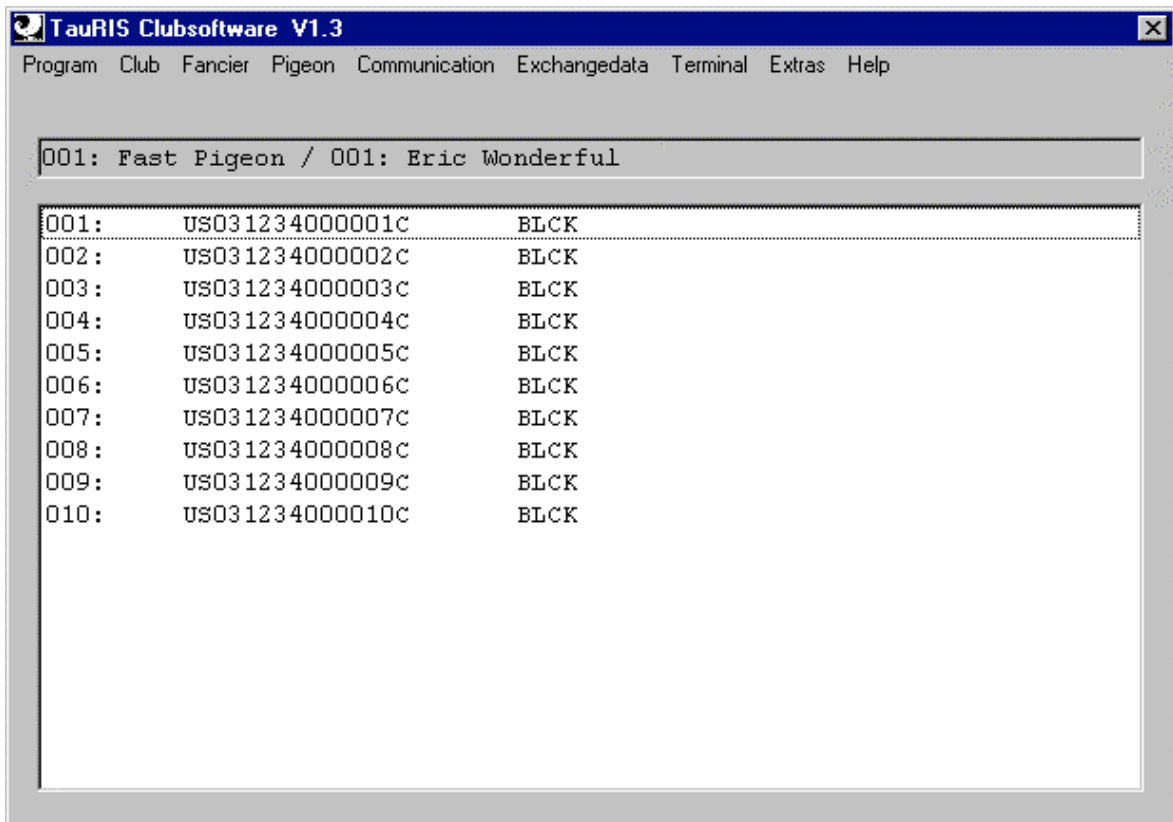 TauRIS Clubsoftware V1.3
Program Club Fancier Pigeon Communication Exchangedata Terminal Extras Help
001: Fast Pigeon / 001: Eric Wonderful
001: US031234000001C BLCK
002: US031234000002C BLCK
003: US031234000003C BLCK
004: US031234000004C BLCK
005: US031234000005C BLCK
006: US031234000006C BLCK
007: US031234000007C BLCK
008: US031234000008C BLCK
009: US031234000009C BLCK
010: US031234000010C BLCK